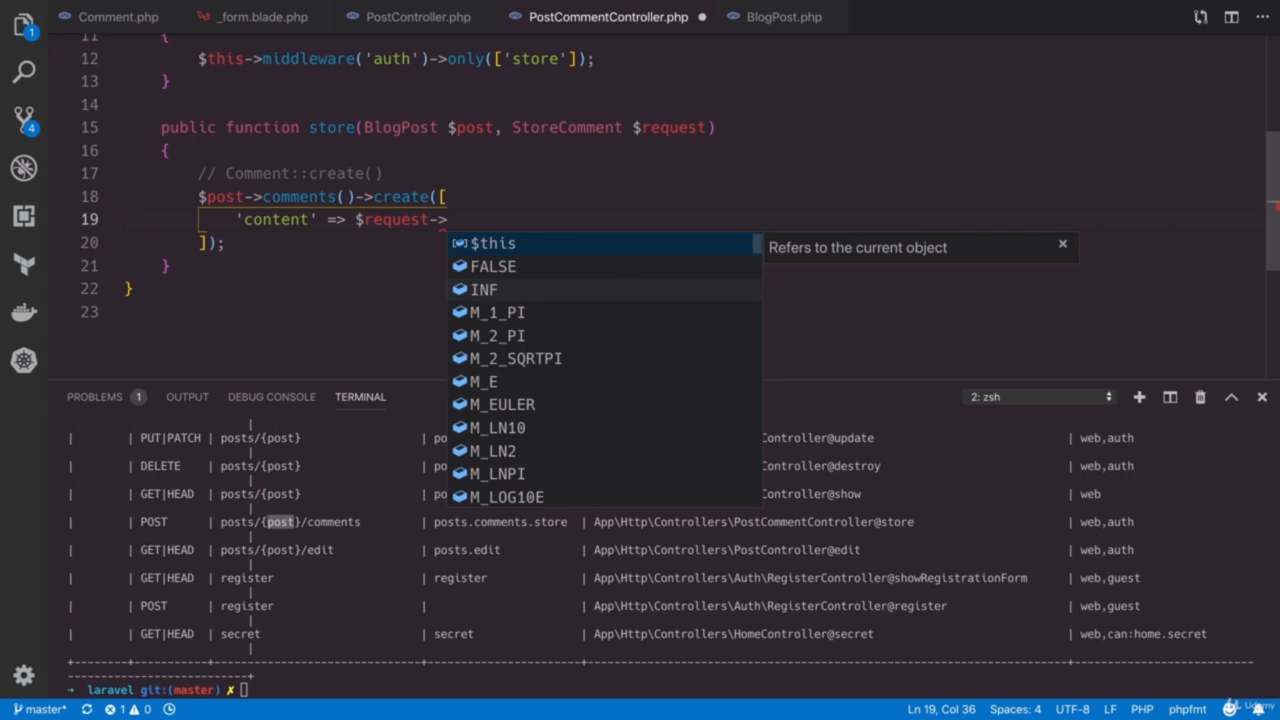 Comment.php _form.blade.php PostController.php PostCommentController.php BlogPost.php
1
11 {
12 $this->middleware('auth')->only(['store']);
13 }
14
15 public function store(BlogPost $post, StoreComment $request)
16 {
17 // Comment::create()
18 $post->comments()->create([
19 'content' => $request->
20 ]);
21 }
22 }
23
4
$this
Refers to the current object
FALSE
INF
M_1_PI
M_2_PI
M_2_SQRTPI
M_E
M_EULER
M_LN10
M_LN2
M_LNPI
M_LOG10E
PROBLEMS 1 OUTPUT DEBUG CONSOLE TERMINAL 2: zsh
|
| | PUT|PATCH | posts/{post} | po Controller@update | web,auth
|
| | DELETE | posts/{post} | po Controller@destroy | web,auth
|
| | GET|HEAD | posts/{post} | po Controller@show | web
|
| | POST | posts/{post}/comments | posts.comments.store | App\Http\Controllers\PostCommentController@store | web,auth
|
| | GET|HEAD | posts/{post}/edit | posts.edit | App\Http\Controllers\PostController@edit | web,auth
|
| | GET|HEAD | register | register | App\Http\Controllers\Auth\RegisterController@showRegistrationForm | web,guest
|
| | POST | register | | App\Http\Controllers\Auth\RegisterController@register | web,guest
|
| | GET|HEAD | secret | secret | App\Http\Controllers\HomeController@secret | web,can:home.secret
|
➜ laravel git:(master) ✗
master* 1 0 Ln 19, Col 36 Spaces: 4 UTF-8 LF PHP phpfmt
Udemy